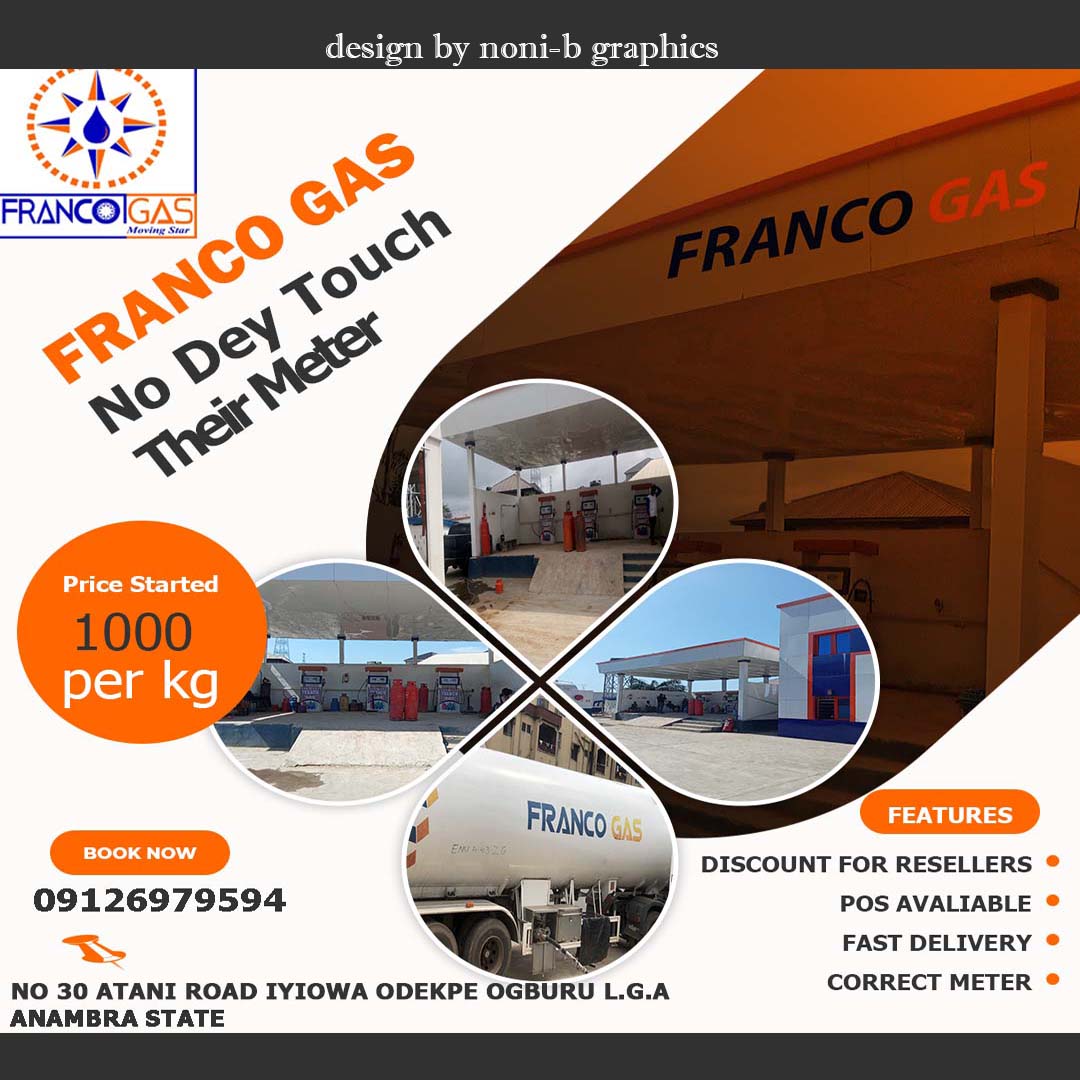 design by noni-b graphics
FRANCO GAS
Moving Star
FRANCO GAS
No Dey Touch
Their Meter
FRANCO GAS
Price Started
1000
per kg
FRANCO GAS
BOOK NOW
09126979594
NO 30 ATANI ROAD IYIOWA ODEKPE OGBURU L.G.A
ANAMBRA STATE
FEATURES
DISCOUNT FOR RESELLERS
POS AVALIABLE
FAST DELIVERY
CORRECT METER